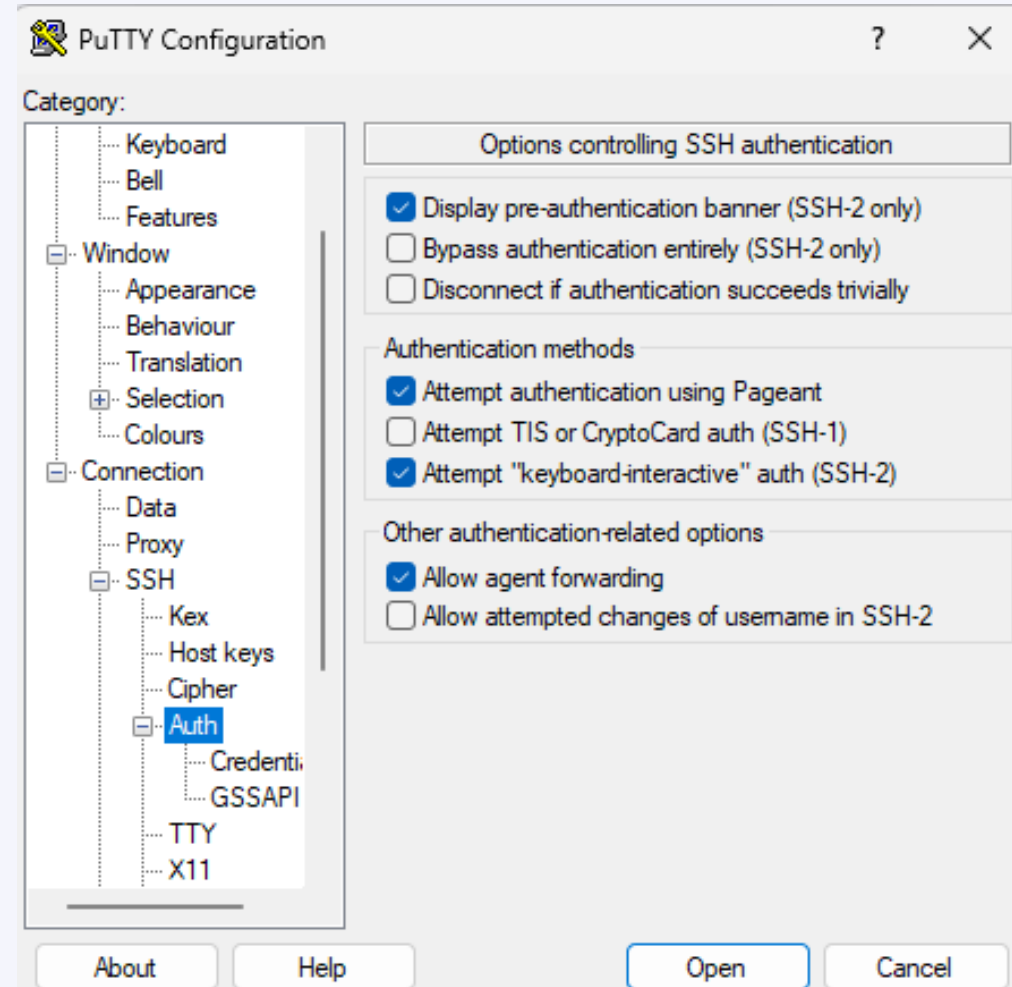 PuTTY Configuration
?
Category:
Keyboard
Bell
Features
Window
Appearance
Behaviour
Translation
Selection
Colours
Connection
Data
Proxy
SSH
Kex
Host keys
Cipher
Auth
Credentia
GSSAPI
TTY
X11
Options controlling SSH authentication
Display pre-authentication banner (SSH-2 only)
Bypass authentication entirely (SSH-2 only)
Disconnect if authentication succeeds trivially
Authentication methods
Attempt authentication using Pageant
Attempt TIS or CryptoCard auth (SSH-1)
Attempt "keyboard-interactive" auth (SSH-2)
Other authentication-related options
Allow agent forwarding
Allow attempted changes of username in SSH-2
About
Help
Open
Cancel